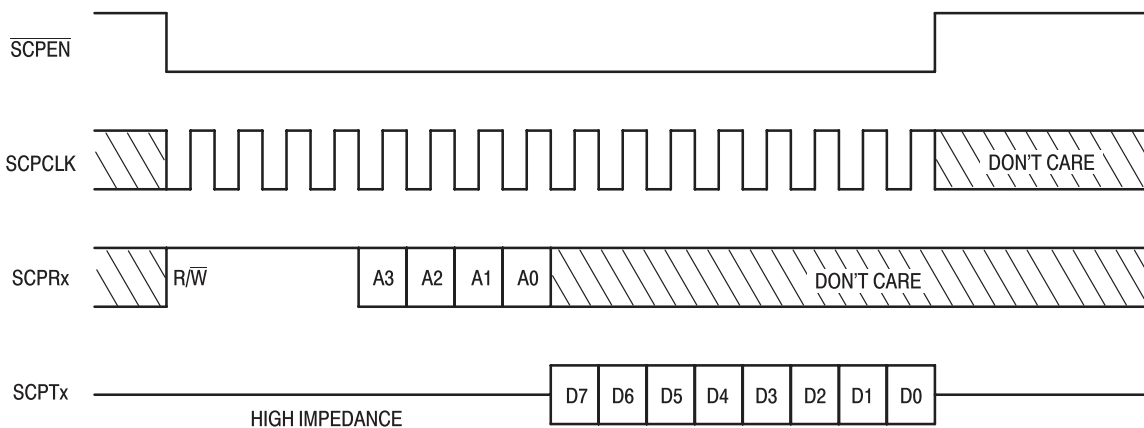 SCPEN
SCPCLK
DON'T CARE
SCPRx
R/W
A3
A2
A1
A0
DON'T CARE
SCPTx
HIGH IMPEDANCE
D7
D6
D5
D4
D3
D2
D1
D0